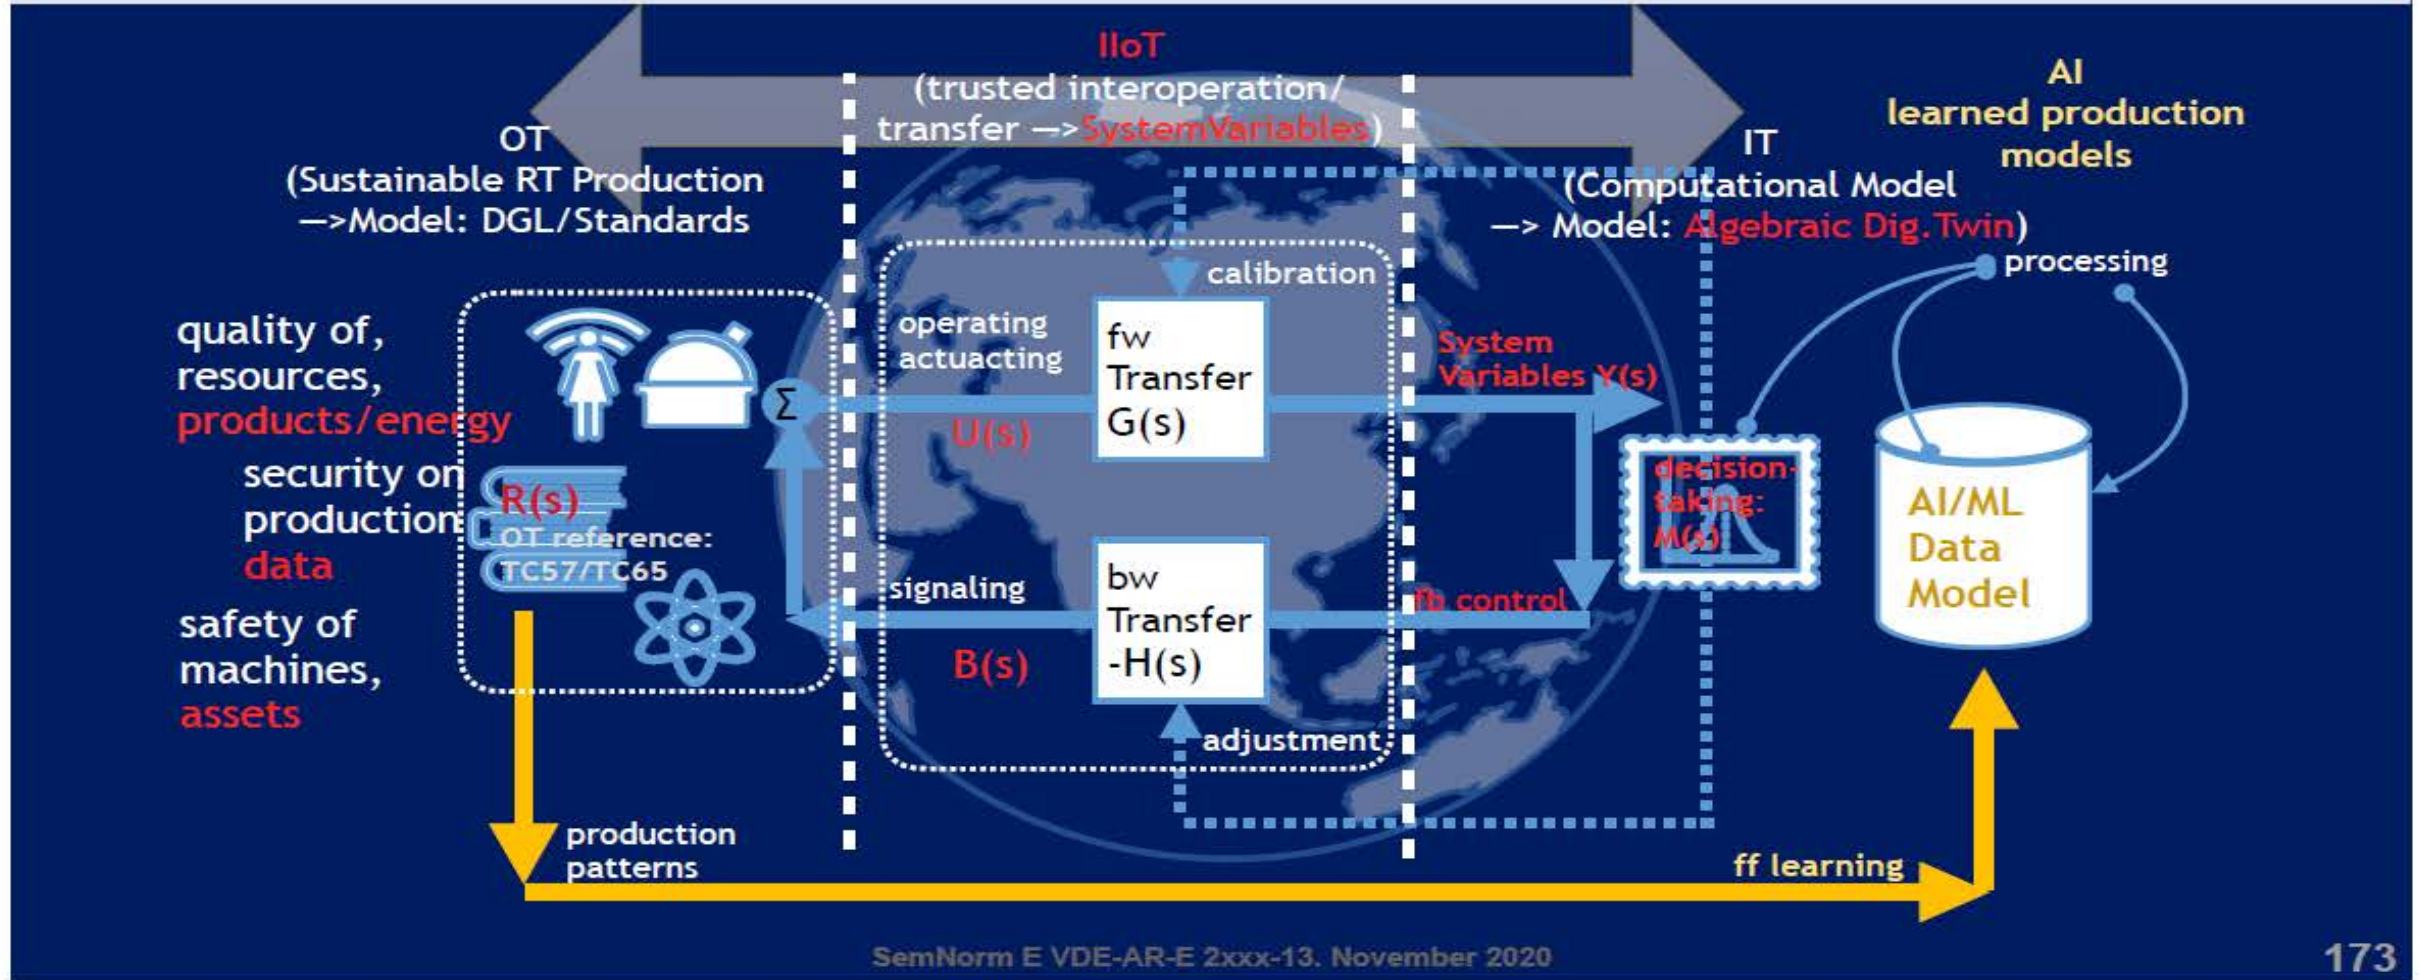 IIoT
(trusted interoperation/
transfer —>SystemVariables)
OT
(Sustainable RT Production
—>Model: DGL/Standards
IT
(Computational Model
—> Model: Algebraic Dig.Twin)
AI
learned production
models
processing
quality of,
resources,
products/energy
security on
production
data
safety of
machines,
assets
Σ
R(s)
OT reference:
TC57/TC65
operating
actuacting
U(s)
calibration
fw
Transfer
G(s)
signaling
B(s)
bw
Transfer
-H(s)
adjustment
System
Variables Y(s)
fb control
decision-
taking:
M(s)
AI/ML
Data
Model
production
patterns
ff learning
SemNorm E VDE-AR-E 2xxx-13. November 2020
173